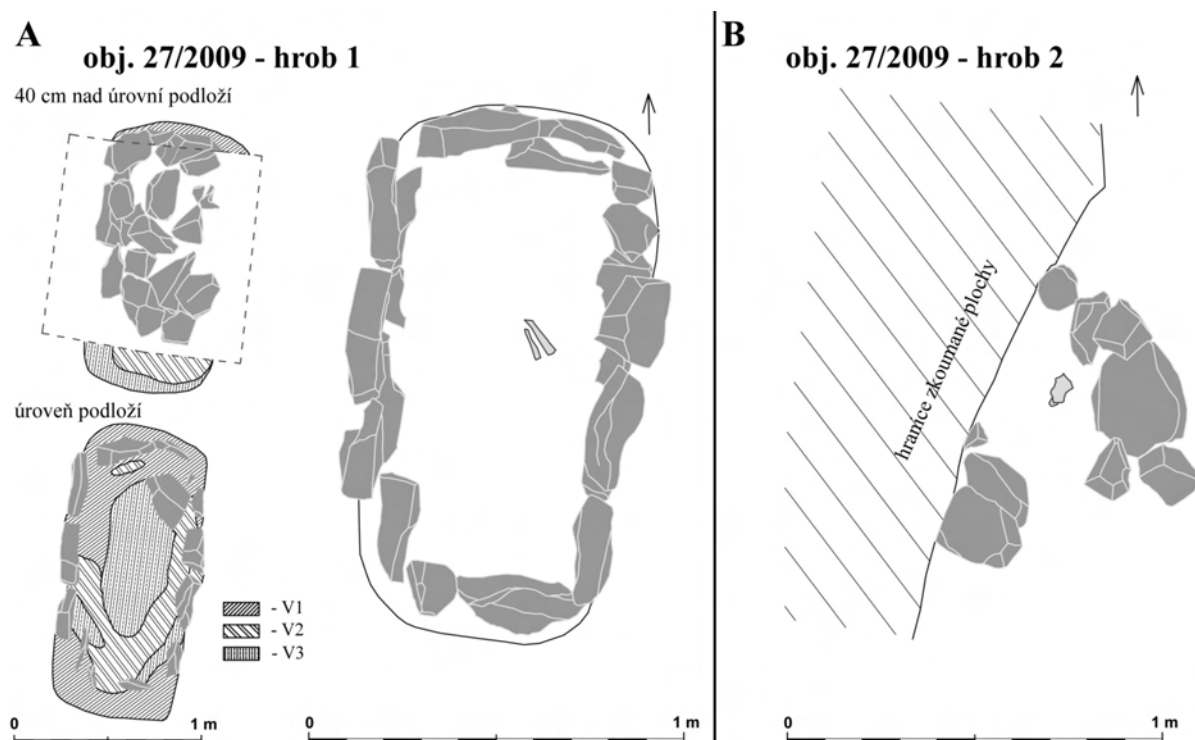 A
obj. 27/2009 - hrob 1
40 cm nad úrovní podloží
úroveň podloží
- V1
- V2
- V3
0 1 m
0 1 m
B
obj. 27/2009 - hrob 2
hranice zkoumané plochy
0 1 m